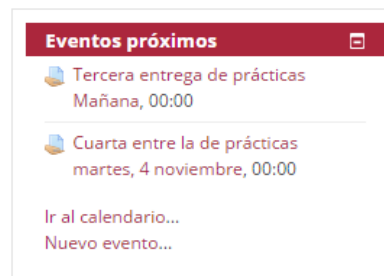 Eventos próximos
Tercera entrega de prácticas
Mañana, 00:00
Cuarta entre la de prácticas
martes, 4 noviembre, 00:00
Ir al calendario...
Nuevo evento...